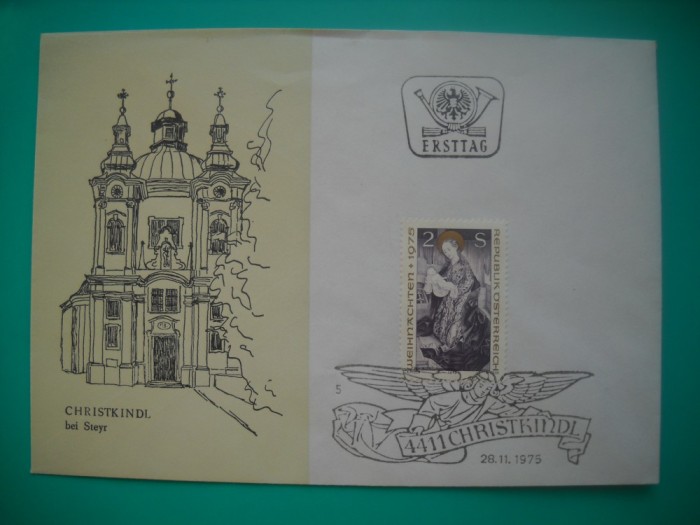 CHRISTKINDL
bei Steyr
ERSTTAG
WEIHNACHTEN + 1975
2 S
REPUBLIK ÖSTERREICH
5
4411 CHRISTKINDL
28.11.1975